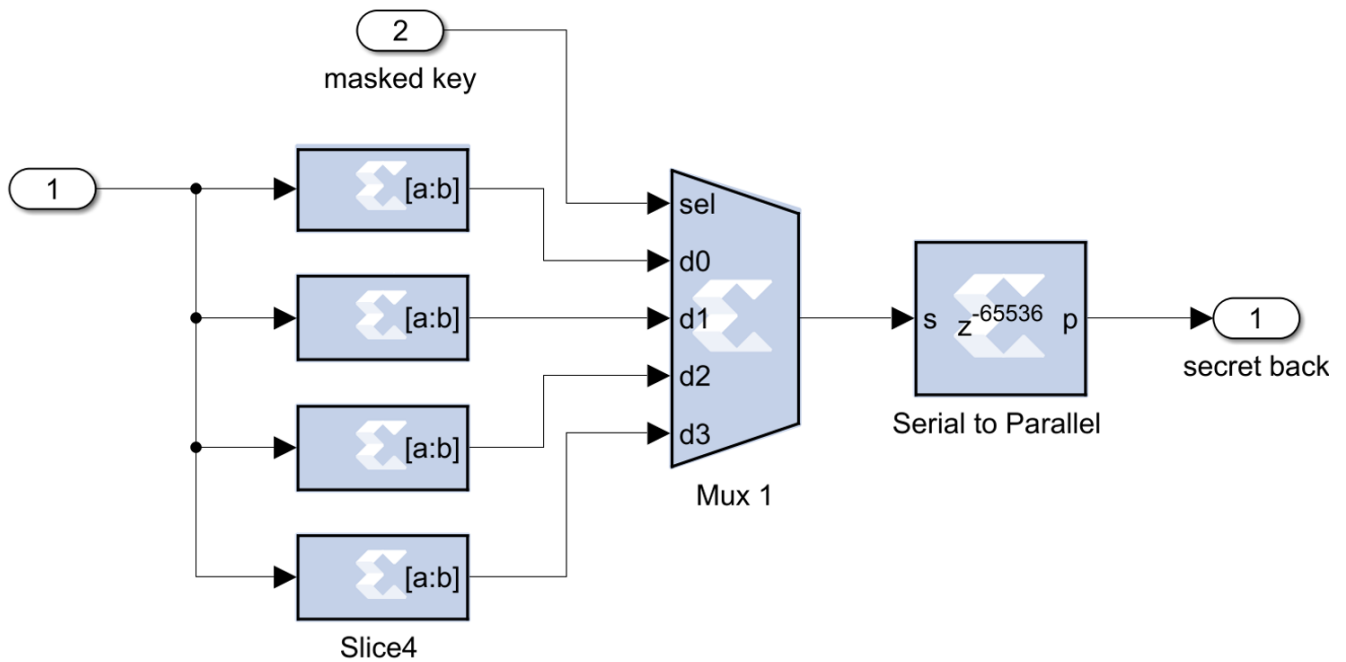 2
masked key
1
[a:b]
[a:b]
[a:b]
[a:b]
Slice4
sel
d0
d1
d2
d3
Mux 1
s z-65536 p
Serial to Parallel
1
secret back